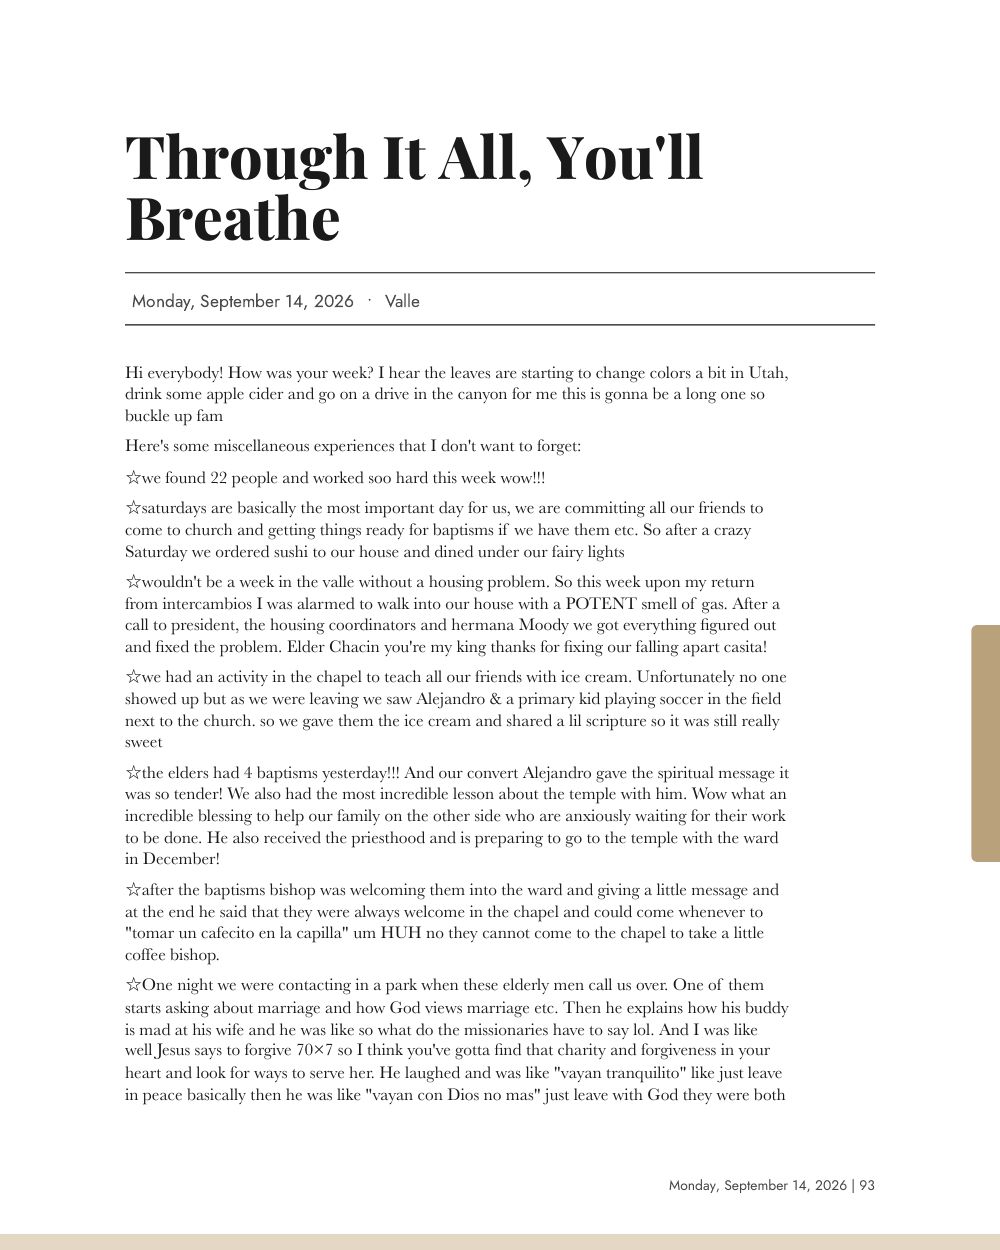 Through It All, You'll
Breathe
Monday, September 14, 2026 · Valle
Hi everybody! How was your week? I hear the leaves are starting to change colors a bit in Utah,
drink some apple cider and go on a drive in the canyon for me this is gonna be a long one so
buckle up fam
Here's some miscellaneous experiences that I don't want to forget:
☆we found 22 people and worked soo hard this week wow!!!
☆saturdays are basically the most important day for us, we are committing all our friends to
come to church and getting things ready for baptisms if we have them etc. So after a crazy
Saturday we ordered sushi to our house and dined under our fairy lights
☆wouldn't be a week in the valle without a housing problem. So this week upon my return
from intercambios I was alarmed to walk into our house with a POTENT smell of gas. After a
call to president, the housing coordinators and hermana Moody we got everything figured out
and fixed the problem. Elder Chacin you're my king thanks for fixing our falling apart casita!
☆we had an activity in the chapel to teach all our friends with ice cream. Unfortunately no one
showed up but as we were leaving we saw Alejandro & a primary kid playing soccer in the field
next to the church. so we gave them the ice cream and shared a lil scripture so it was still really
sweet
☆the elders had 4 baptisms yesterday!!! And our convert Alejandro gave the spiritual message it
was so tender! We also had the most incredible lesson about the temple with him. Wow what an
incredible blessing to help our family on the other side who are anxiously waiting for their work
to be done. He also received the priesthood and is preparing to go to the temple with the ward
in December!
☆after the baptisms bishop was welcoming them into the ward and giving a little message and
at the end he said that they were always welcome in the chapel and could come whenever to
"tomar un cafecito en la capilla" um HUH no they cannot come to the chapel to take a little
coffee bishop.
☆One night we were contacting in a park when these elderly men call us over. One of them
starts asking about marriage and how God views marriage etc. Then he explains how his buddy
is mad at his wife and he was like so what do the missionaries have to say lol. And I was like
well Jesus says to forgive 70×7 so I think you've gotta find that charity and forgiveness in your
heart and look for ways to serve her. He laughed and was like "vayan tranquilito" like just leave
in peace basically then he was like "vayan con Dios no mas" just leave with God they were both
Monday, September 14, 2026 | 93